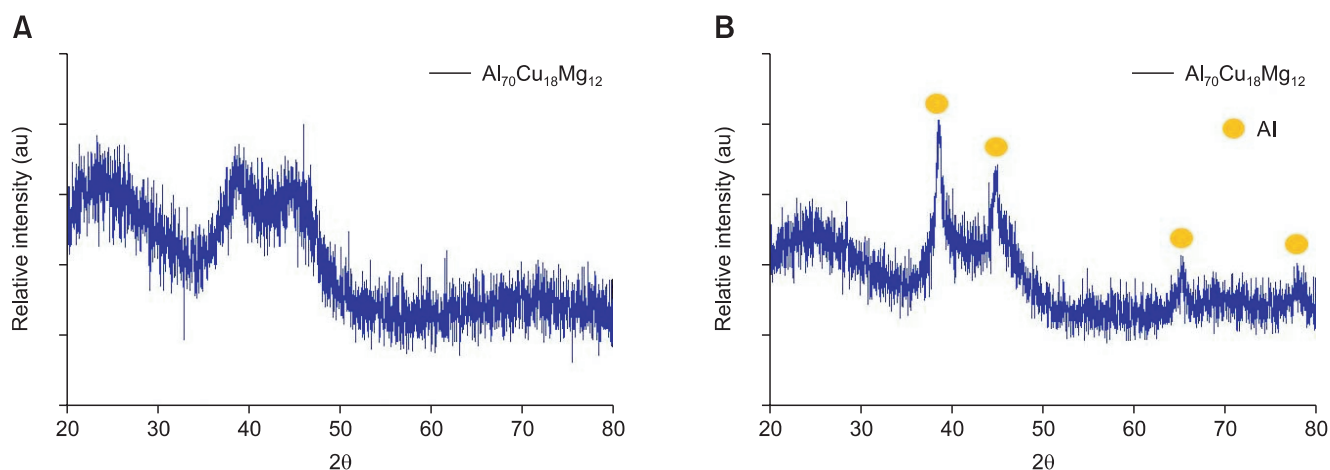 A
Al₇₀Cu₁₈Mg₁₂
Relative intensity (au)
20 30 40 50 60 70 80
2θ
B
Al₇₀Cu₁₈Mg₁₂
Al
Relative intensity (au)
20 30 40 50 60 70 80
2θ